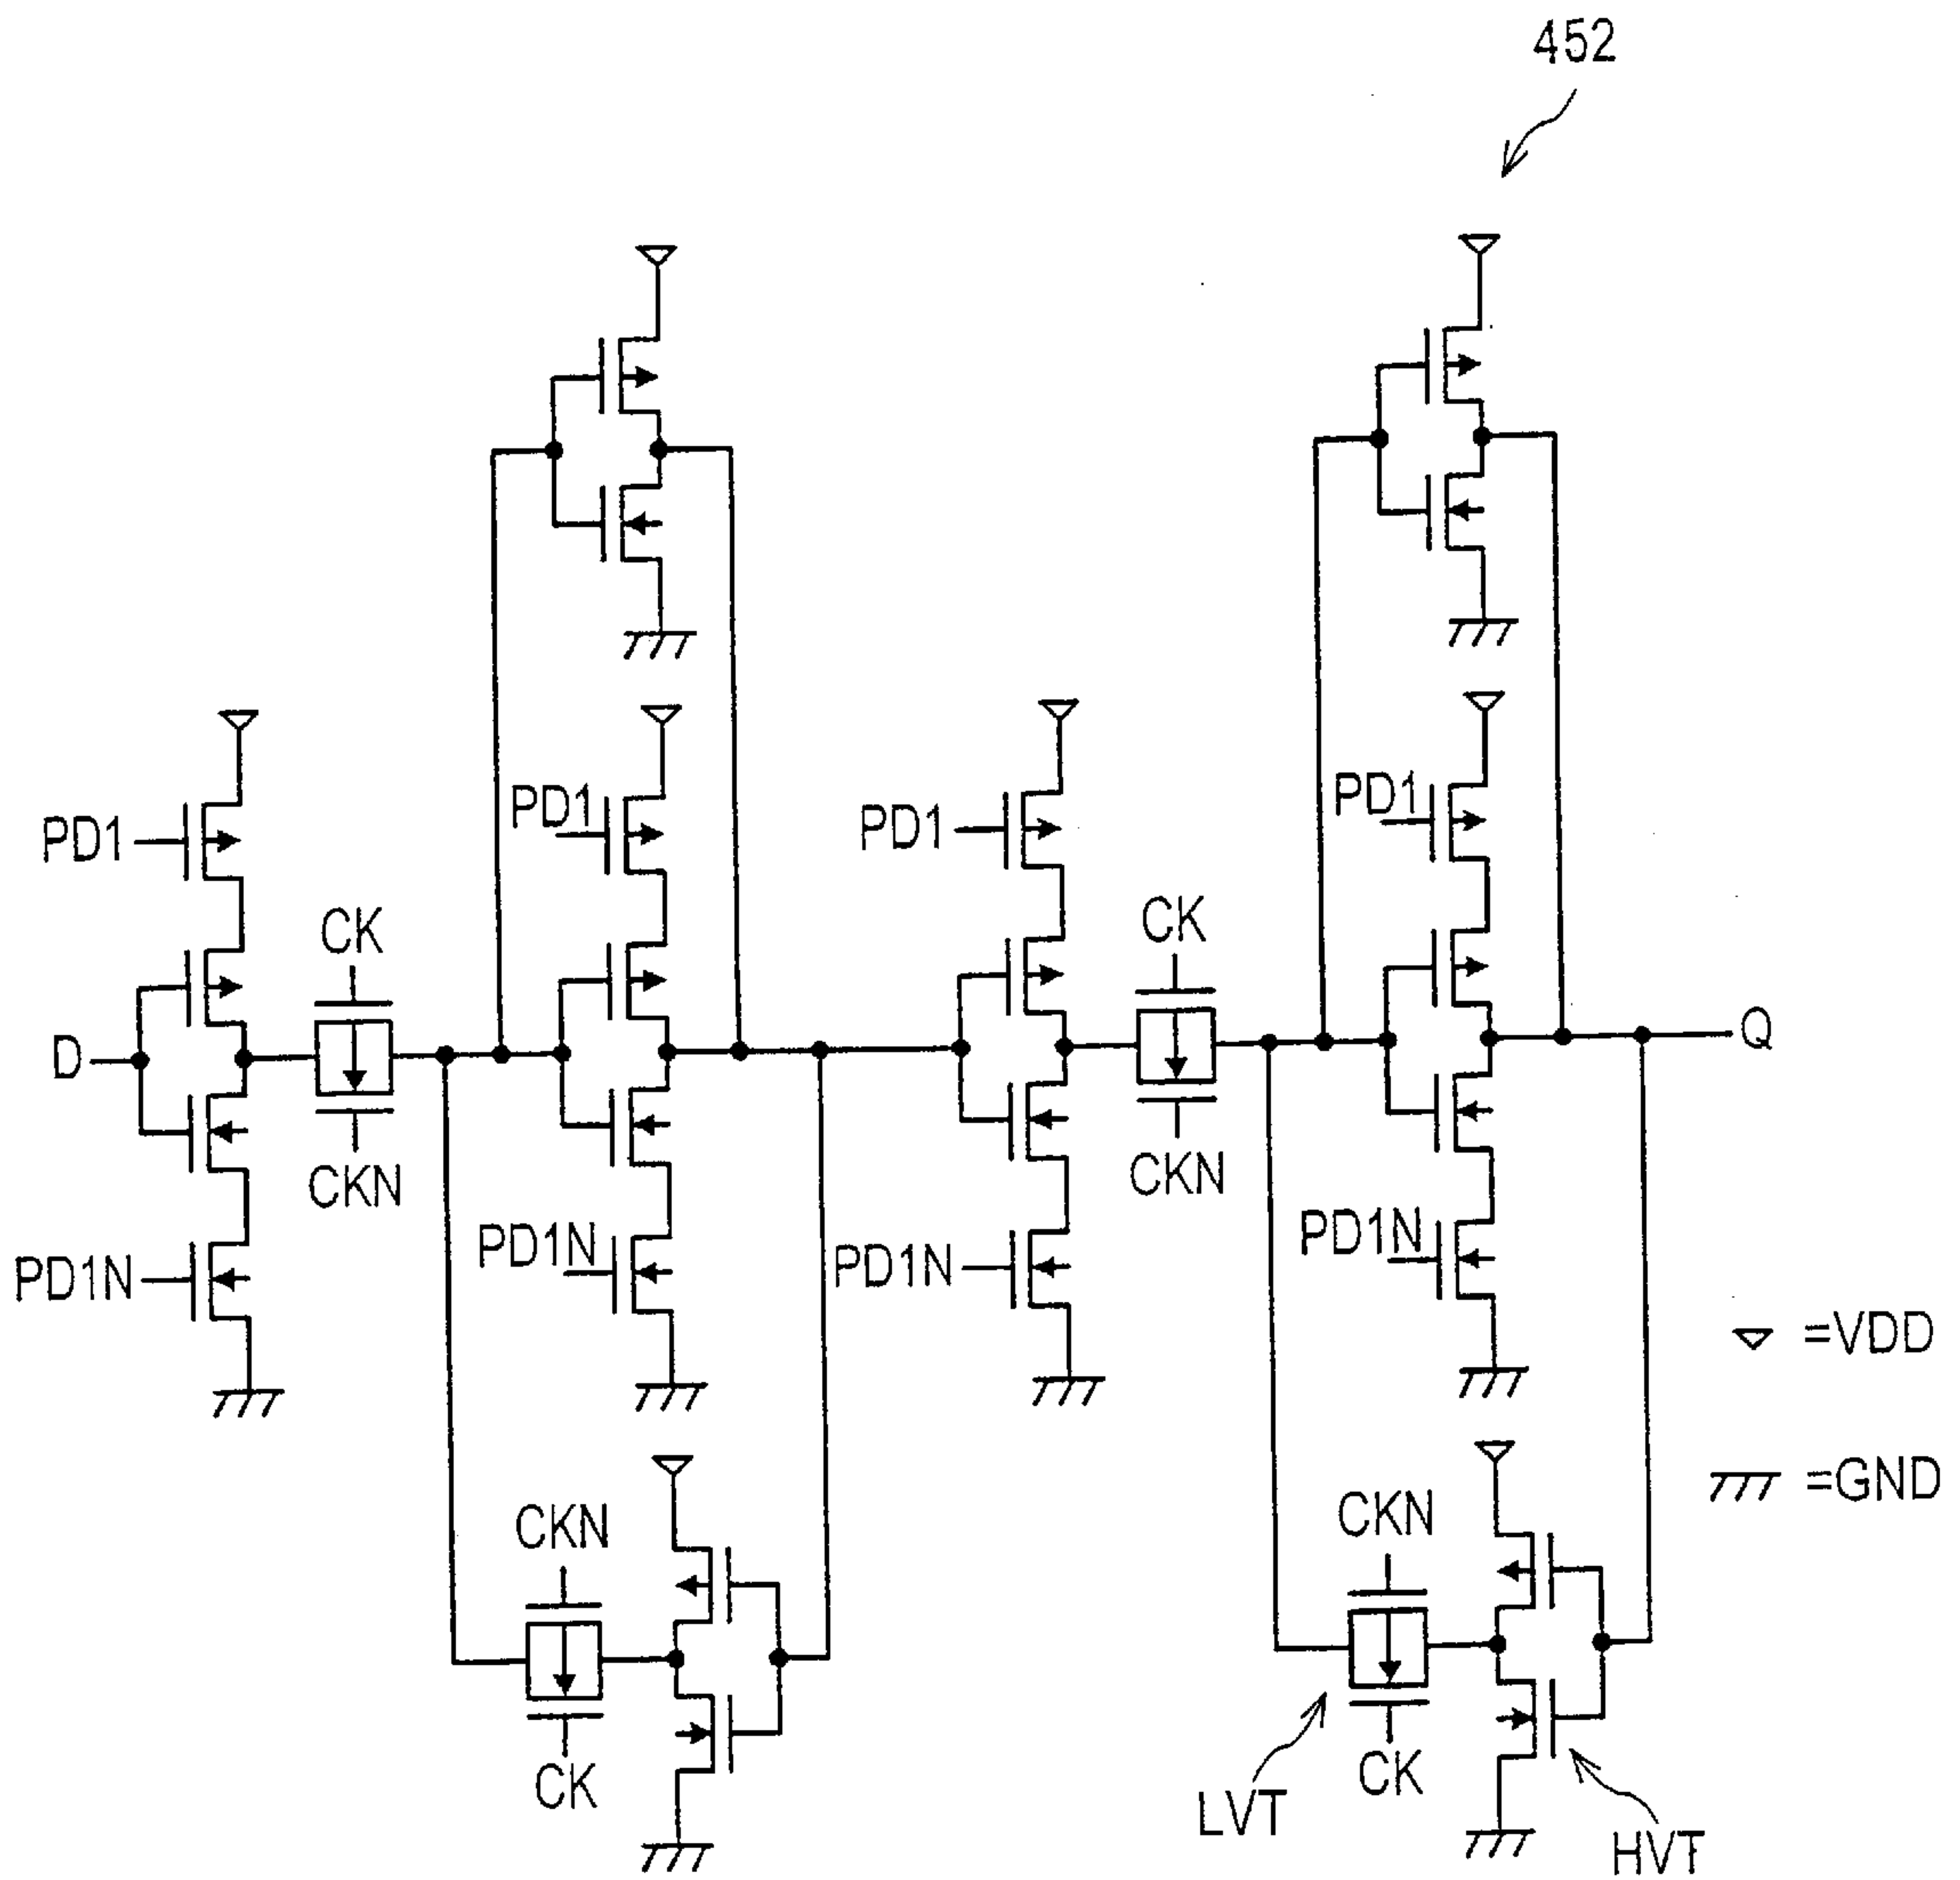 452
PD1
PD1
PD1
PD1
CK
CK
D
Q
CKN
CKN
PD1N
PD1N
PD1N
PD1N
=VDD
=GND
CKN
CKN
CK
CK
LVT
HVT